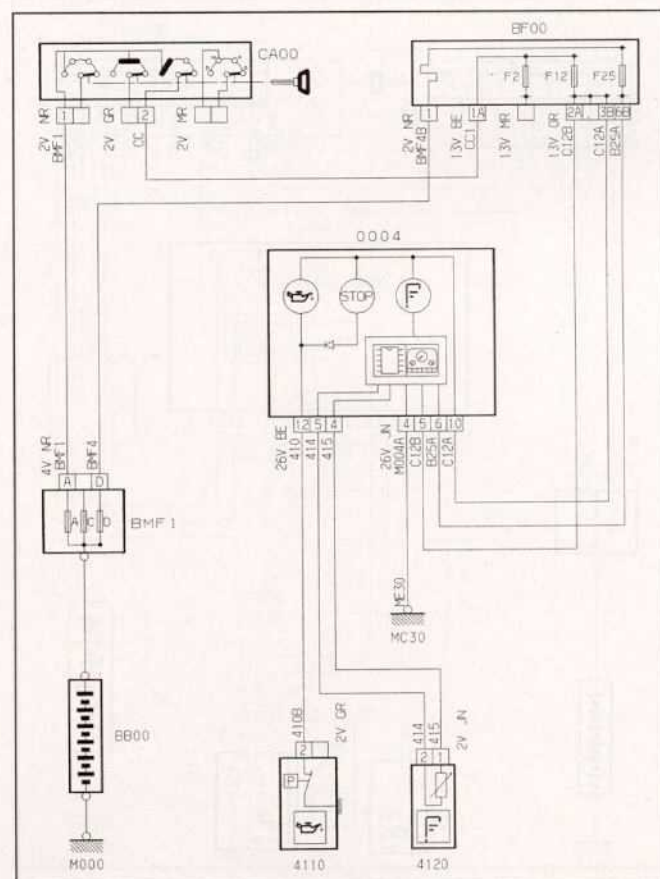 CA00
BF00
F2 F12 F25
1 2
1 1A 2A 3B 6B
2V NR
BMF1
2V GR
CC
2V MR
2V NR
BMF4B
13V BE
CC1
13V MR
13V GR
C12B
C12A
B25A
0004
STOP
12 5 4
4 5 6 10
26V BE
410
414
415
26V JN
M004A
C12B
B25A
C12A
4V NR
BMF1
BMF4
A D
A C D
BMF1
ME30
MC30
BB00
M000
410B
2V GR
2
P
4110
414
415
2V JN
2 1
4120